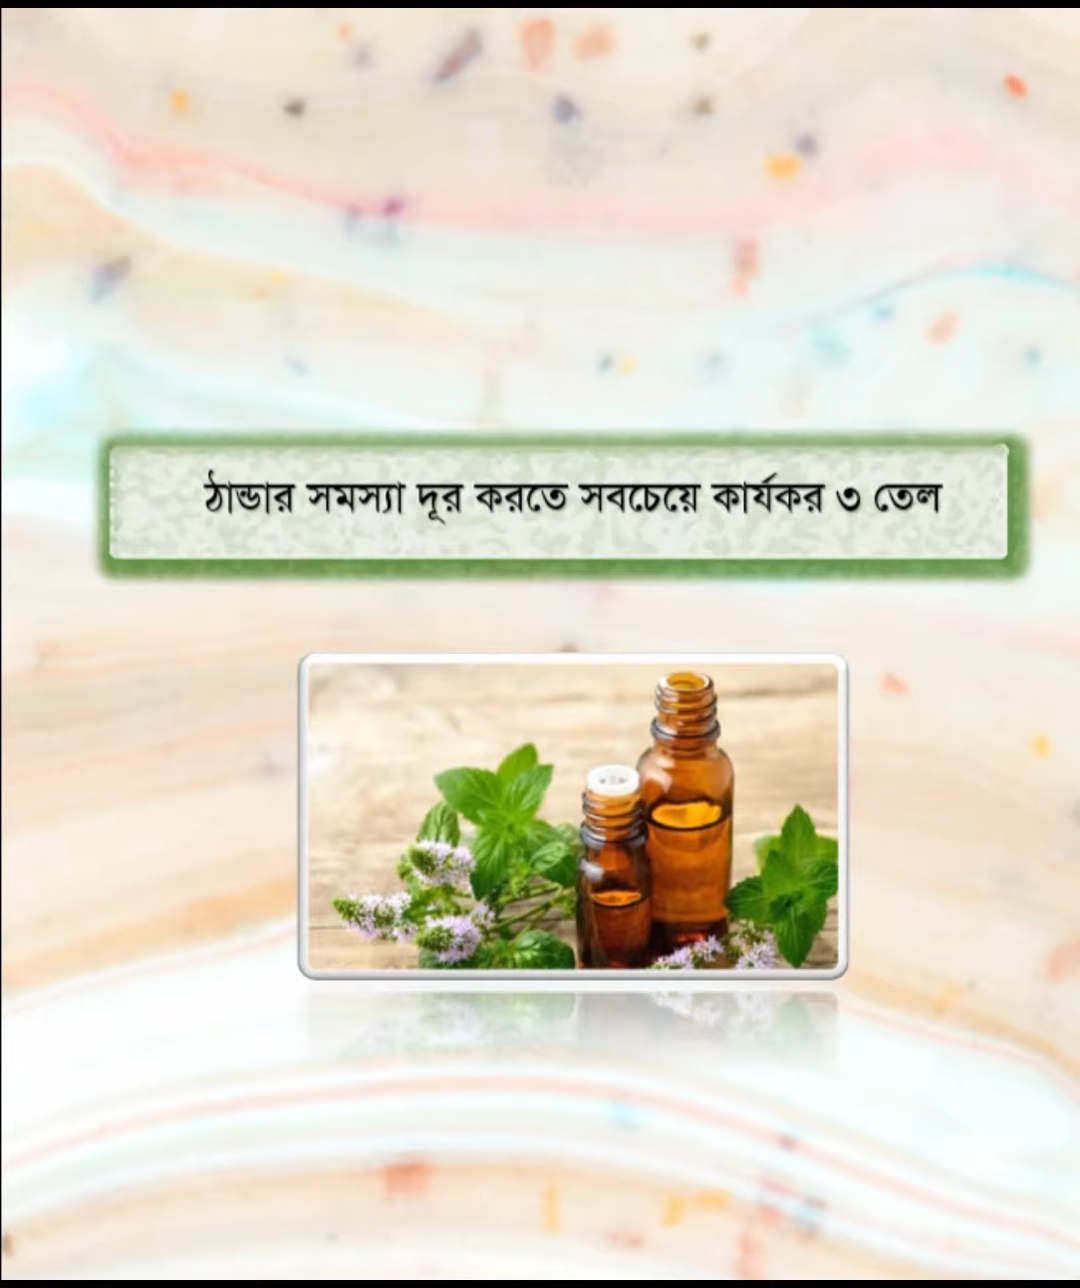 ঠান্ডার সমস্যা দূর করতে সবচেয়ে কার্যকর ৩ তেল